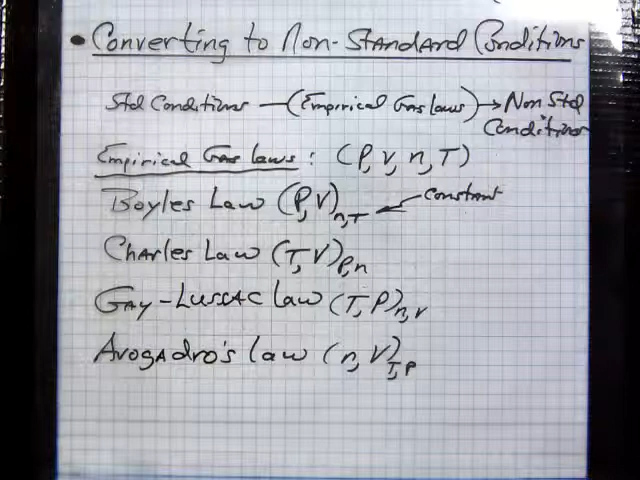 • Converting to Non-Standard Conditions
Std Conditions —(Empirical Gas Laws)→ Non Std
Conditions
Empirical Gas laws: (P, V, n, T)
Boyles Law (P, V)n,T ← constant
Charles Law (T, V)P,n
Gay-Lussac law (T, P)n,V
Avogadro's law (n, V)T,P